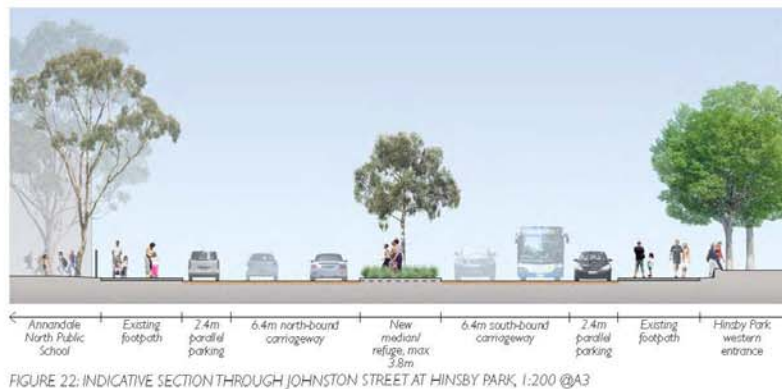 Annandale
North Public
School
Existing
footpath
2.4m
parallel
parking
6.4m north-bound
carriageway
New
median/
refuge, max
3.8m
6.4m south-bound
carriageway
2.4m
parallel
parking
Existing
footpath
Hinsby Park
western
entrance
FIGURE 22: INDICATIVE SECTION THROUGH JOHNSTON STREET AT HINSBY PARK, 1:200 @A3